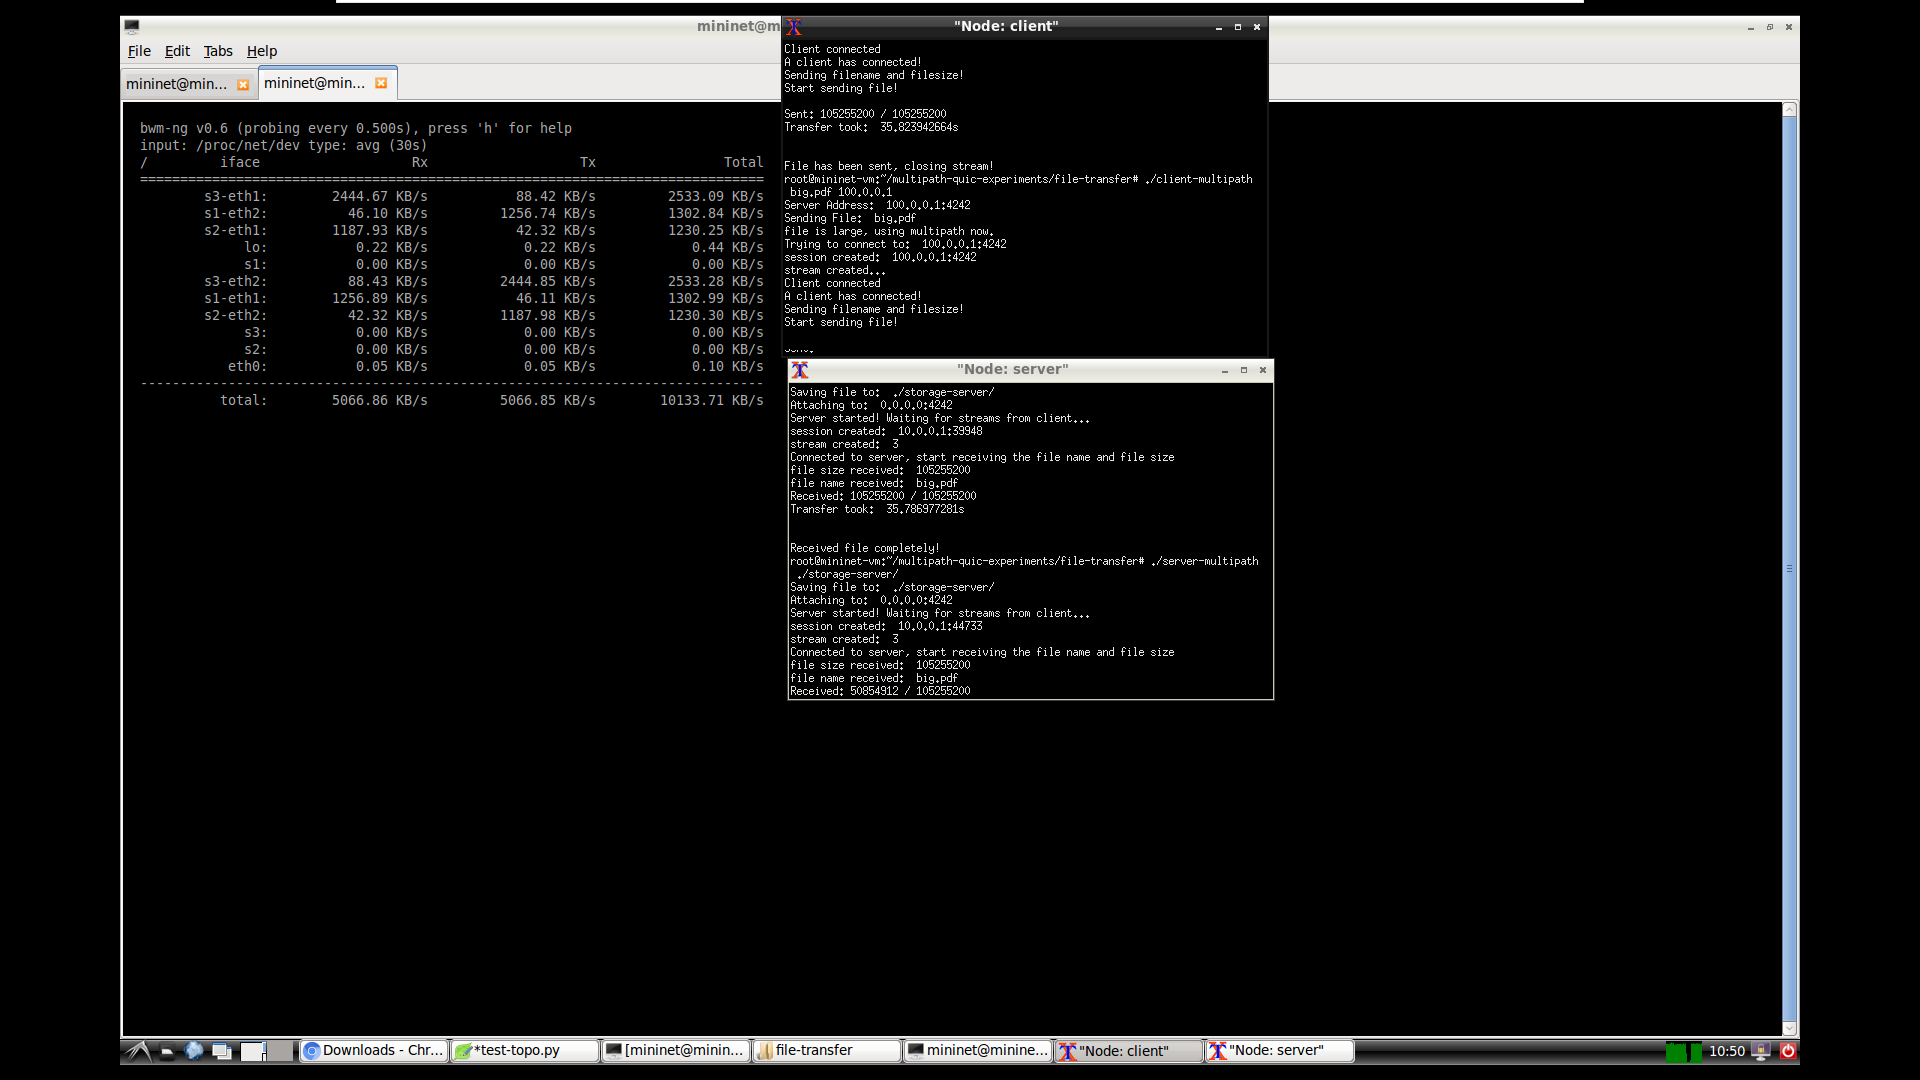 mininet@m
File Edit Tabs Help
mininet@min...
mininet@min...
bwm-ng v0.6 (probing every 0.500s), press 'h' for help
input: /proc/net/dev type: avg (30s)
/ iface Rx Tx Total
==============================================================================
s3-eth1: 2444.67 KB/s 88.42 KB/s 2533.09 KB/s
s1-eth2: 46.10 KB/s 1256.74 KB/s 1302.84 KB/s
s2-eth1: 1187.93 KB/s 42.32 KB/s 1230.25 KB/s
lo: 0.22 KB/s 0.22 KB/s 0.44 KB/s
s1: 0.00 KB/s 0.00 KB/s 0.00 KB/s
s3-eth2: 88.43 KB/s 2444.85 KB/s 2533.28 KB/s
s1-eth1: 1256.89 KB/s 46.11 KB/s 1302.99 KB/s
s2-eth2: 42.32 KB/s 1187.98 KB/s 1230.30 KB/s
s3: 0.00 KB/s 0.00 KB/s 0.00 KB/s
s2: 0.00 KB/s 0.00 KB/s 0.00 KB/s
eth0: 0.05 KB/s 0.05 KB/s 0.10 KB/s
------------------------------------------------------------------------------
total: 5066.86 KB/s 5066.85 KB/s 10133.71 KB/s
"Node: client"
Client connected
A client has connected!
Sending filename and filesize!
Start sending file!
Sent: 105255200 / 105255200
Transfer took: 35.823942664s
File has been sent, closing stream!
root@mininet-vm:~/multipath-quic-experiments/file-transfer# ./client-multipath
big.pdf 100.0.0.1
Server Address: 100.0.0.1:4242
Sending File: big.pdf
file is large, using multipath now.
Trying to connect to: 100.0.0.1:4242
session created: 100.0.0.1:4242
stream created...
Client connected
A client has connected!
Sending filename and filesize!
Start sending file!
"Node: server"
Saving file to: ./storage-server/
Attaching to: 0.0.0.0:4242
Server started! Waiting for streams from client...
session created: 10.0.0.1:39948
stream created: 3
Connected to server, start receiving the file name and file size
file size received: 105255200
file name received: big.pdf
Received: 105255200 / 105255200
Transfer took: 35.786977281s
Received file completely!
root@mininet-vm:~/multipath-quic-experiments/file-transfer# ./server-multipath
./storage-server/
Saving file to: ./storage-server/
Attaching to: 0.0.0.0:4242
Server started! Waiting for streams from client...
session created: 10.0.0.1:44733
stream created: 3
Connected to server, start receiving the file name and file size
file size received: 105255200
file name received: big.pdf
Received: 50854912 / 105255200
Downloads - Chr...
*test-topo.py
[mininet@minin...
file-transfer
mininet@minine...
"Node: client"
"Node: server"
10:50